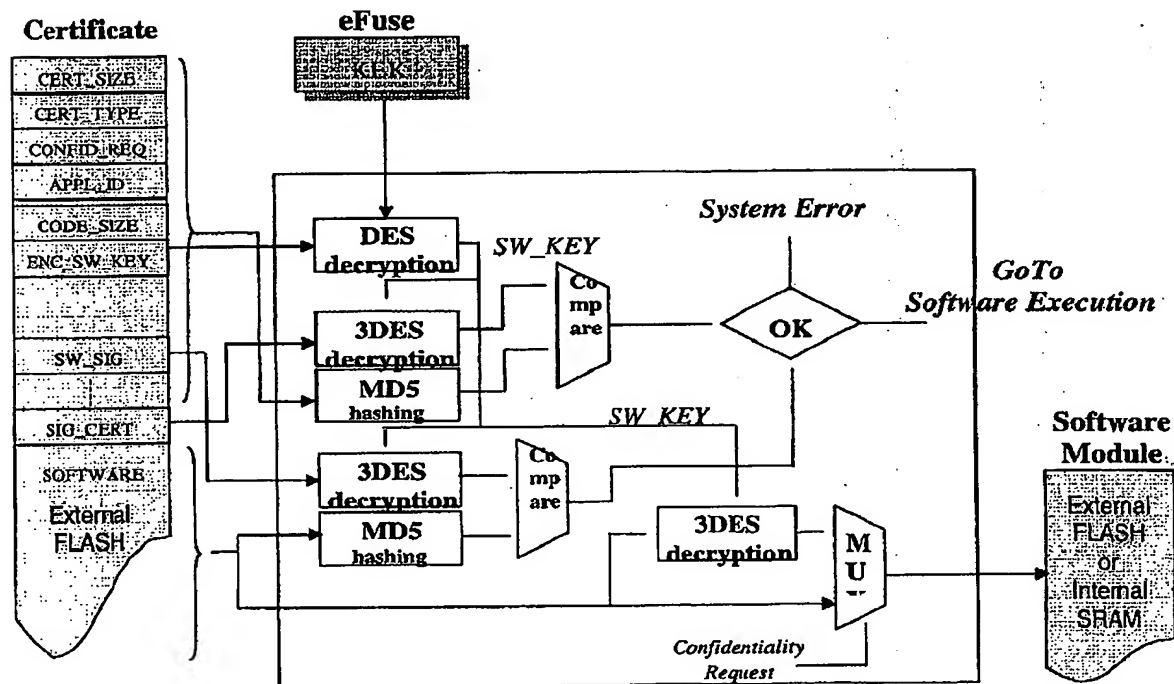 Certificate
CERT_SIZE
CERT_TYPE
CONFID_REQ
APPL_ID
CODE_SIZE
ENC_SW_KEY
SW_SIG
SIG_CERT
SOFTWARE
External
FLASH
eFuse
KEK
DES
decryption
SW_KEY
3DES
decryption
MD5
hashing
Co
mp
are
System Error
OK
GoTo
Software Execution
SW_KEY
3DES
decryption
MD5
hashing
Co
mp
are
3DES
decryption
M
U
Confidentiality
Request
Software
Module
External
FLASH
or
Internal
SRAM